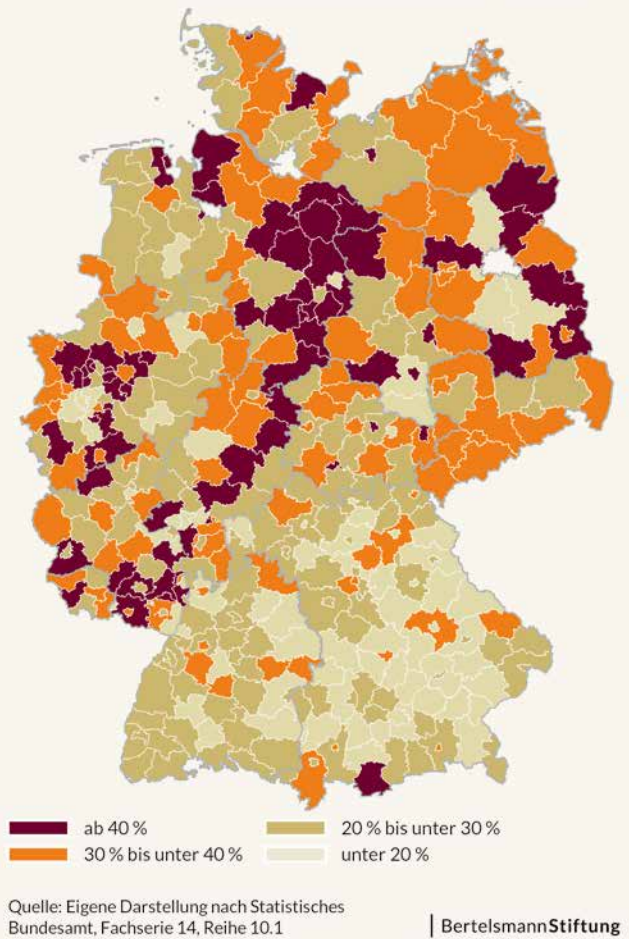 ab 40 %
20 % bis unter 30 %
30 % bis unter 40 %
unter 20 %
Quelle: Eigene Darstellung nach Statistisches
Bundesamt, Fachserie 14, Reihe 10.1
BertelsmannStiftung